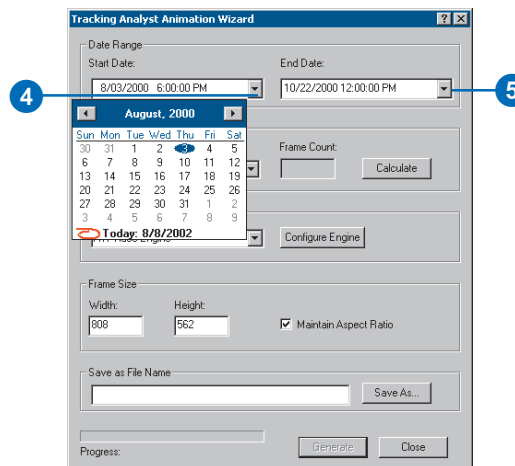 Tracking Analyst Animation Wizard
Date Range
Start Date: End Date:
8/03/2000 6:00:00 PM 10/22/2000 12:00:00 PM
4 5
August, 2000
Sun Mon Tue Wed Thu Fri Sat
30 31 1 2 3 4 5
6 7 8 9 10 11 12
13 14 15 16 17 18 19
20 21 22 23 24 25 26
27 28 29 30 31 1 2
3 4 5 6 7 8 9
Today: 8/8/2002
Frame Count:
Calculate
Engine
Configure Engine
Frame Size
Width: Height:
808 562
Maintain Aspect Ratio
Save as File Name
Save As...
Progress:
Generate Close